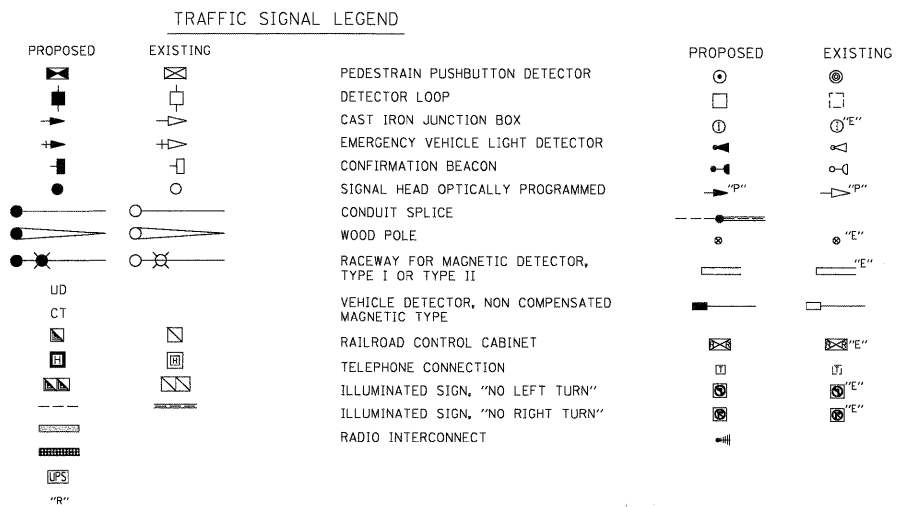 TRAFFIC SIGNAL LEGEND
PROPOSED EXISTING
PROPOSED EXISTING
PEDESTRAIN PUSHBUTTON DETECTOR
DETECTOR LOOP
CAST IRON JUNCTION BOX "E"
EMERGENCY VEHICLE LIGHT DETECTOR
CONFIRMATION BEACON
SIGNAL HEAD OPTICALLY PROGRAMMED "P" "P"
CONDUIT SPLICE
WOOD POLE "E"
RACEWAY FOR MAGNETIC DETECTOR, "E"
TYPE I OR TYPE II
UD
VEHICLE DETECTOR, NON COMPENSATED
CT
MAGNETIC TYPE
RAILROAD CONTROL CABINET "E"
H H
TELEPHONE CONNECTION T T
ILLUMINATED SIGN, "NO LEFT TURN" "E"
ILLUMINATED SIGN, "NO RIGHT TURN" "E"
RADIO INTERCONNECT
UPS
"R"